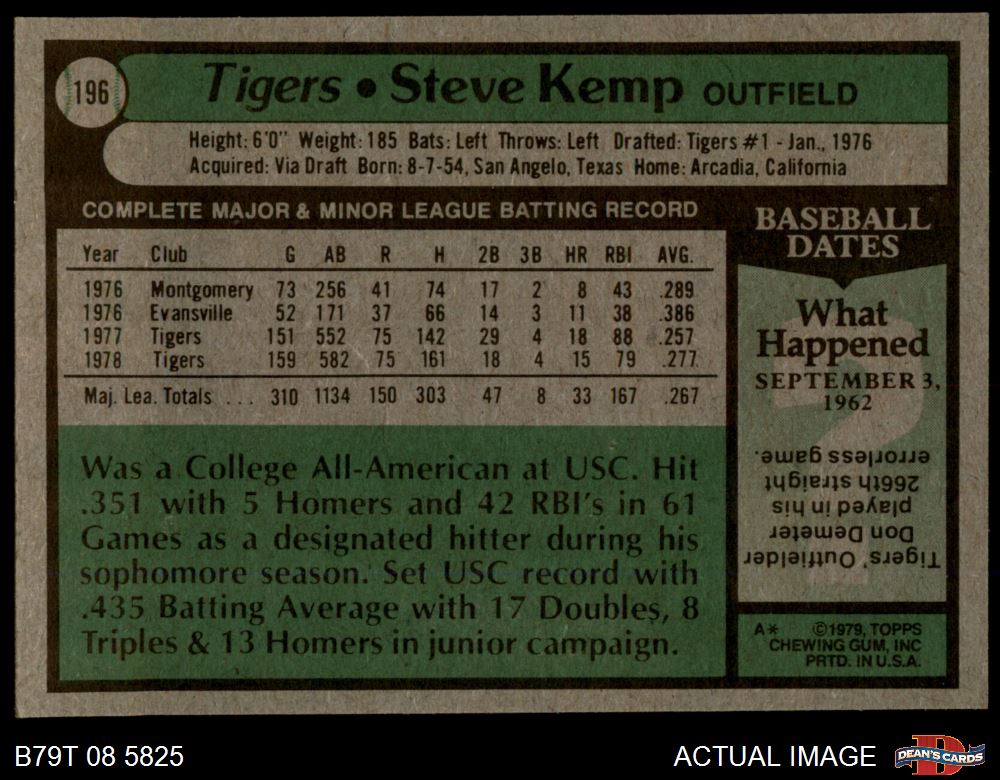 196
Tigers • Steve Kemp OUTFIELD
Height: 6'0" Weight: 185 Bats: Left Throws: Left Drafted: Tigers #1 - Jan., 1976
Acquired: Via Draft Born: 8-7-54, San Angelo, Texas Home: Arcadia, California
COMPLETE MAJOR & MINOR LEAGUE BATTING RECORD
Year Club G AB R H 2B 3B HR RBI AVG.
1976 Montgomery 73 256 41 74 17 2 8 43 .289
1976 Evansville 52 171 37 66 14 3 11 38 .386
1977 Tigers 151 552 75 142 29 4 18 88 .257
1978 Tigers 159 582 75 161 18 4 15 79 .277
Maj. Lea. Totals ... 310 1134 150 303 47 8 33 167 .267
Was a College All-American at USC. Hit
.351 with 5 Homers and 42 RBI's in 61
Games as a designated hitter during his
sophomore season. Set USC record with
.435 Batting Average with 17 Doubles, 8
Triples & 13 Homers in junior campaign.
BASEBALL
DATES
What
Happened
SEPTEMBER 3,
1962
Tigers' Outfielder
Don Demeter
played in his
266th straight
errorless game.
A* ©1979, TOPPS
CHEWING GUM, INC
PRTD. IN U.S.A.
B79T 08 5825
ACTUAL IMAGE
D
DEAN'S CARDS